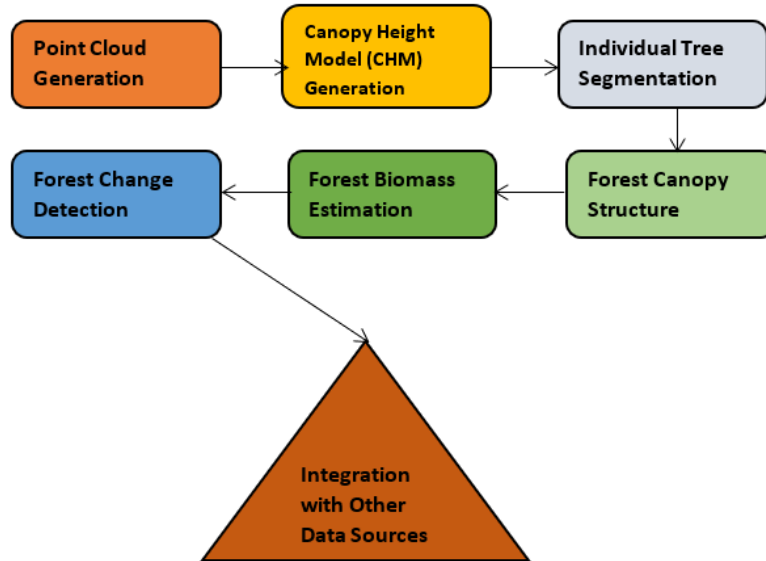 Point Cloud
Generation
Canopy Height
Model (CHM)
Generation
Individual Tree
Segmentation
Forest Change
Detection
Forest Biomass
Estimation
Forest Canopy
Structure
Integration
with Other
Data Sources